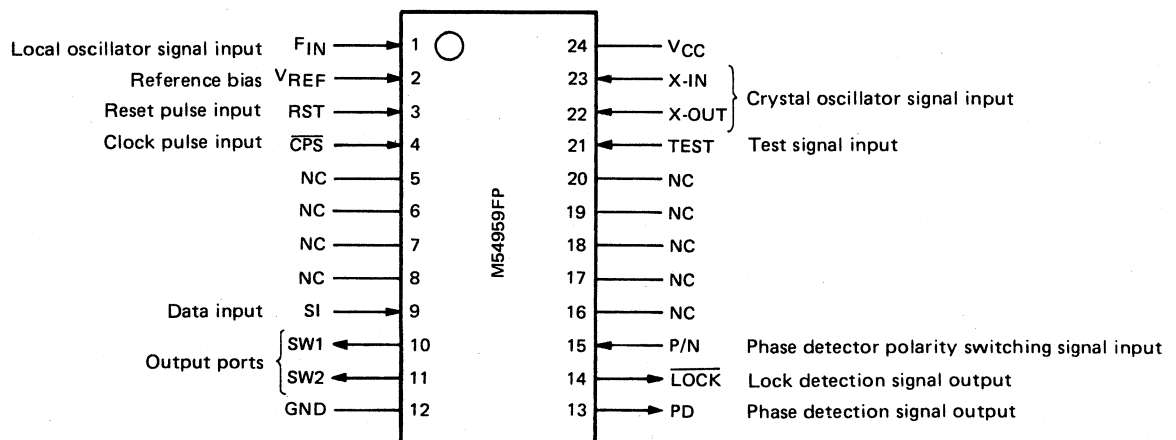 Local oscillator signal input FIN 1 24 VCC
Reference bias VREF 2 23 X-IN
Crystal oscillator signal input
Reset pulse input RST 3 22 X-OUT
Clock pulse input CPS 4 21 TEST Test signal input
NC 5 20 NC
NC 6 19 NC
NC 7 18 NC
NC 8 17 NC
M54959FP
Data input SI 9 16 NC
SW1 10 15 P/N Phase detector polarity switching signal input
Output ports
SW2 11 14 LOCK Lock detection signal output
GND 12 13 PD Phase detection signal output